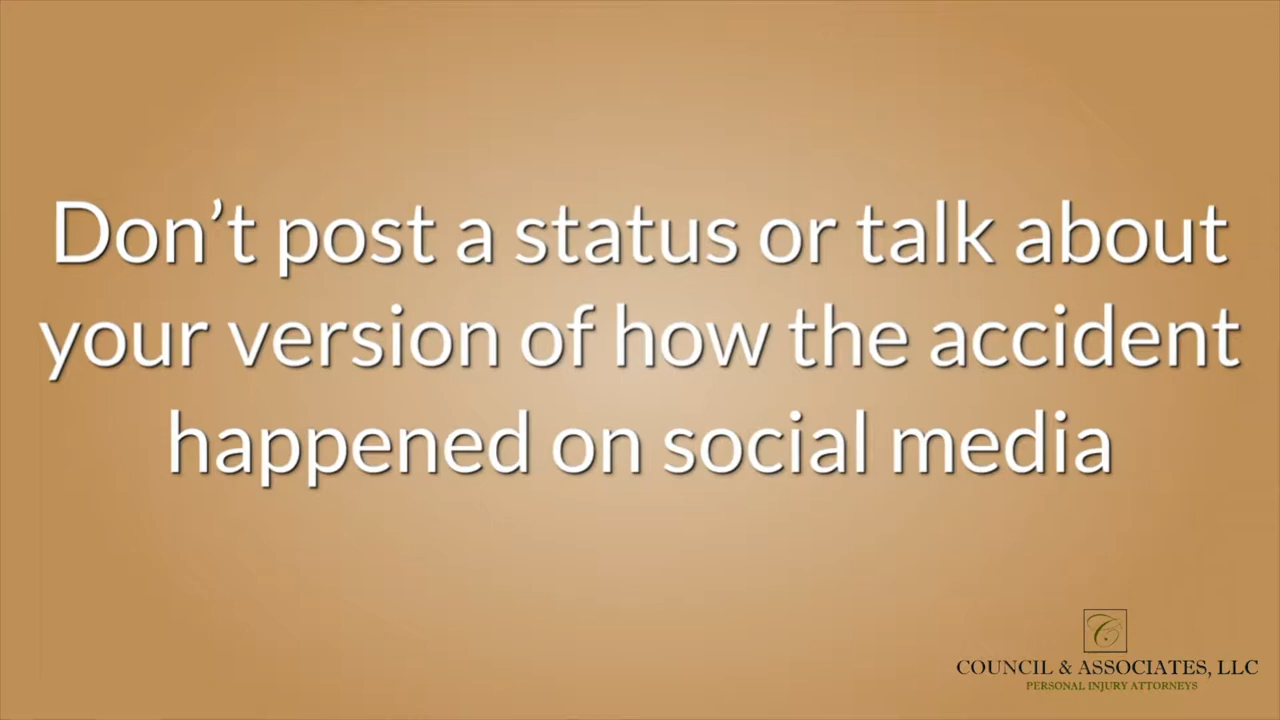 Don’t post a status or talk about
your version of how the accident
happened on social media
C
COUNCIL & ASSOCIATES, LLC
PERSONAL INJURY ATTORNEYS